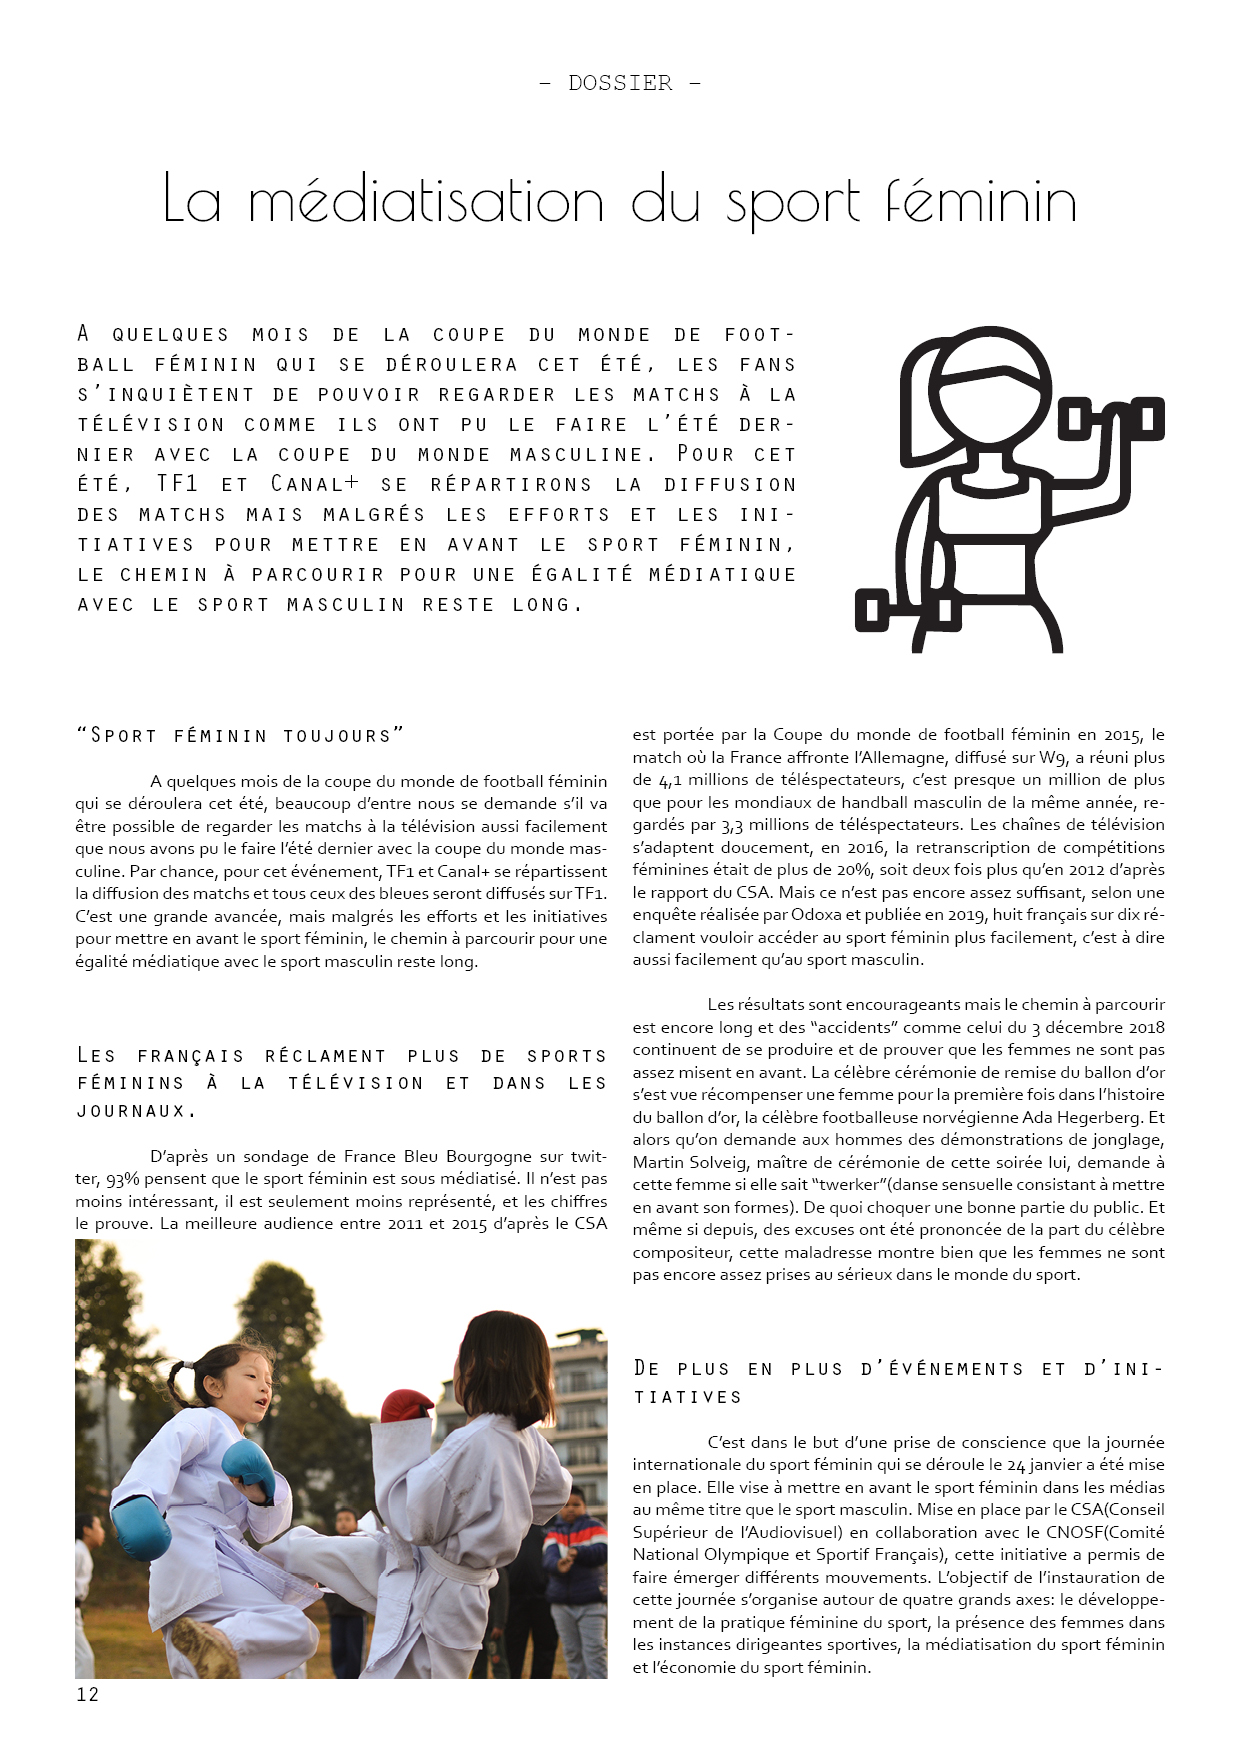 - DOSSIER -
La médiatisation du sport féminin
A quelques mois de la coupe du monde de foot-
ball féminin qui se déroulera cet été, les fans
s'inquiètent de pouvoir regarder les matchs à la
télévision comme ils ont pu le faire l'été der-
nier avec la coupe du monde masculine. Pour cet
été, TF1 et Canal+ se répartirons la diffusion
des matchs mais malgrés les efforts et les ini-
tiatives pour mettre en avant le sport féminin,
le chemin à parcourir pour une égalité médiatique
avec le sport masculin reste long.
“Sport féminin toujours”
A quelques mois de la coupe du monde de football féminin
qui se déroulera cet été, beaucoup d'entre nous se demande s'il va
être possible de regarder les matchs à la télévision aussi facilement
que nous avons pu le faire l'été dernier avec la coupe du monde mas-
culine. Par chance, pour cet événement, TF1 et Canal+ se répartissent
la diffusion des matchs et tous ceux des bleues seront diffusés sur TF1.
C'est une grande avancée, mais malgrés les efforts et les initiatives
pour mettre en avant le sport féminin, le chemin à parcourir pour une
égalité médiatique avec le sport masculin reste long.
Les français réclament plus de sports
féminins à la télévision et dans les
journaux.
D'après un sondage de France Bleu Bourgogne sur twit-
ter, 93% pensent que le sport féminin est sous médiatisé. Il n'est pas
moins intéressant, il est seulement moins représenté, et les chiffres
le prouve. La meilleure audience entre 2011 et 2015 d'après le CSA
est portée par la Coupe du monde de football féminin en 2015, le
match où la France affronte l'Allemagne, diffusé sur W9, a réuni plus
de 4,1 millions de téléspectateurs, c'est presque un million de plus
que pour les mondiaux de handball masculin de la même année, re-
gardés par 3,3 millions de téléspectateurs. Les chaînes de télévision
s'adaptent doucement, en 2016, la retranscription de compétitions
féminines était de plus de 20%, soit deux fois plus qu'en 2012 d'après
le rapport du CSA. Mais ce n'est pas encore assez suffisant, selon une
enquête réalisée par Odoxa et publiée en 2019, huit français sur dix ré-
clament vouloir accéder au sport féminin plus facilement, c'est à dire
aussi facilement qu'au sport masculin.
Les résultats sont encourageants mais le chemin à parcourir
est encore long et des “accidents” comme celui du 3 décembre 2018
continuent de se produire et de prouver que les femmes ne sont pas
assez misent en avant. La célèbre cérémonie de remise du ballon d'or
s'est vue récompenser une femme pour la première fois dans l'histoire
du ballon d'or, la célèbre footballeuse norvégienne Ada Hegerberg. Et
alors qu'on demande aux hommes des démonstrations de jonglage,
Martin Solveig, maître de cérémonie de cette soirée lui, demande à
cette femme si elle sait “twerker”(danse sensuelle consistant à mettre
en avant son formes). De quoi choquer une bonne partie du public. Et
même si depuis, des excuses ont été prononcée de la part du célèbre
compositeur, cette maladresse montre bien que les femmes ne sont
pas encore assez prises au sérieux dans le monde du sport.
De plus en plus d'événements et d'ini-
tiatives
C'est dans le but d'une prise de conscience que la journée
internationale du sport féminin qui se déroule le 24 janvier a été mise
en place. Elle vise à mettre en avant le sport féminin dans les médias
au même titre que le sport masculin. Mise en place par le CSA(Conseil
Supérieur de l'Audiovisuel) en collaboration avec le CNOSF(Comité
National Olympique et Sportif Français), cette initiative a permis de
faire émerger différents mouvements. L'objectif de l'instauration de
cette journée s'organise autour de quatre grands axes: le développe-
ment de la pratique féminine du sport, la présence des femmes dans
les instances dirigeantes sportives, la médiatisation du sport féminin
et l'économie du sport féminin.
12